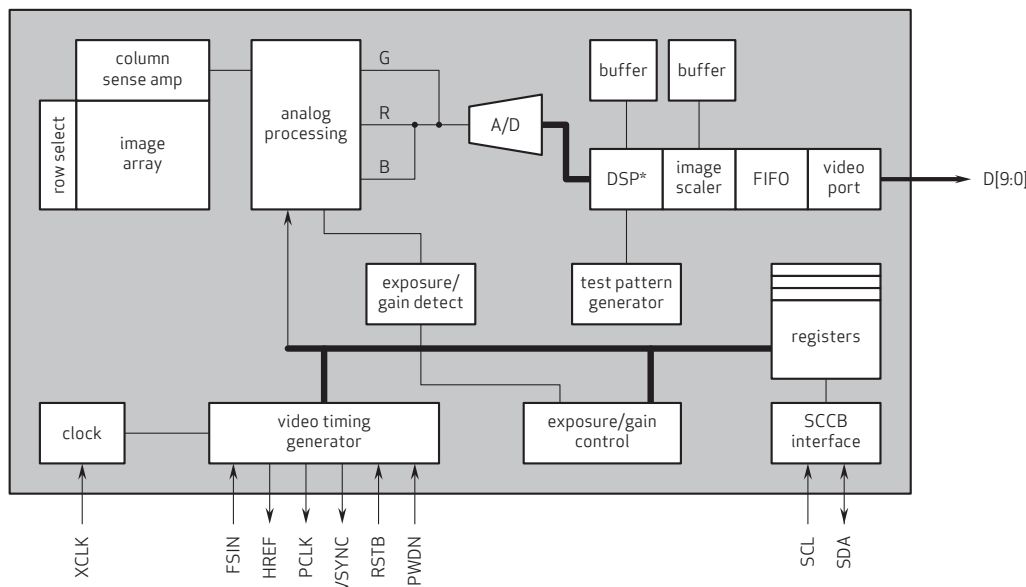 column
sense amp
row select
image
array
analog
processing
G
R
B
A/D
buffer
buffer
DSP*
image
scaler
FIFO
video
port
D[9:0]
exposure/
gain detect
test pattern
generator
registers
clock
video timing
generator
exposure/gain
control
SCCB
interface
XCLK
FSIN
HREF
PCLK
VSYNC
RSTB
PWDN
SCL
SDA